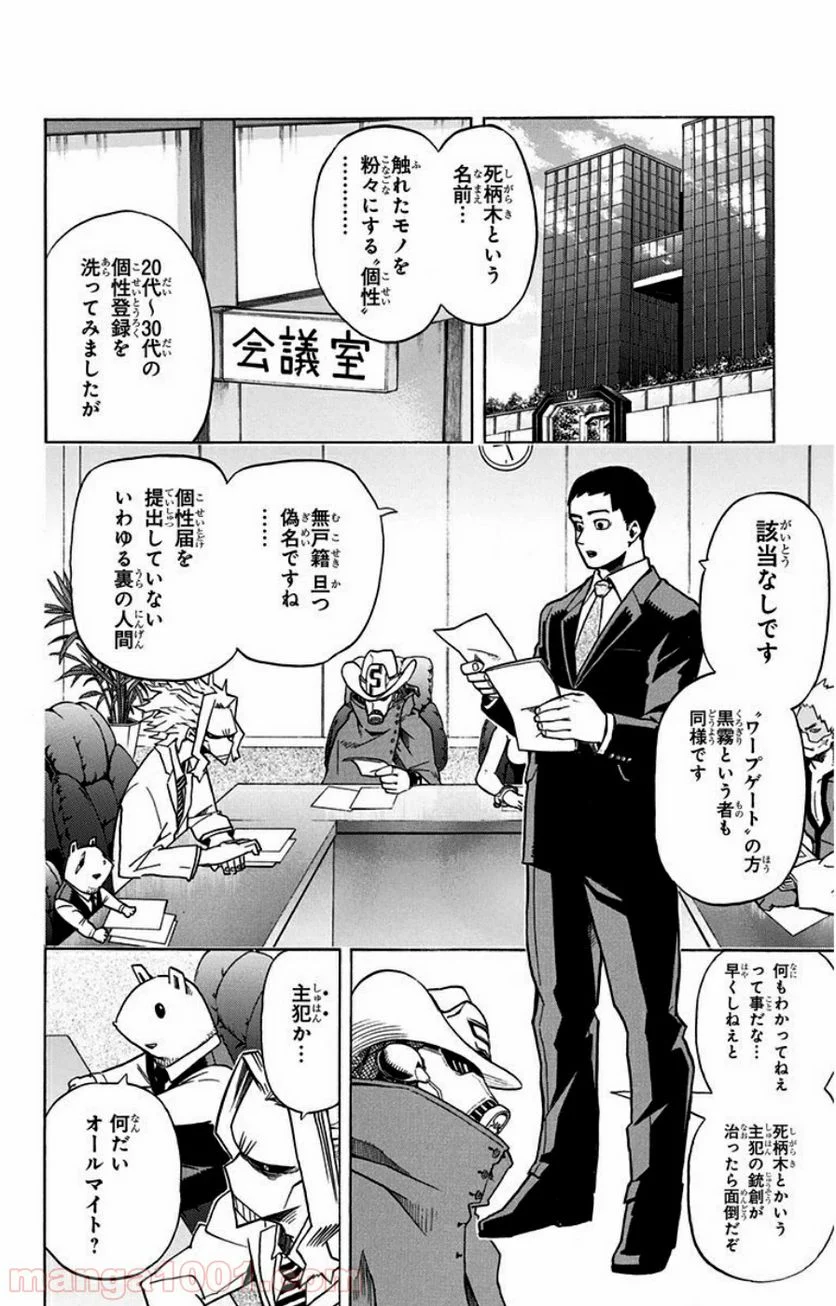 死柄木という
名前…
触れたモノを
粉々にする〝個性〟
………
会議室
20代～30代の
個性登録を
洗ってみましたが
該当なしです
〝ワープゲート〟の方
黒霧という者も
同様です
無戸籍 且つ
偽名ですね
……
個性届を
提出していない
いわゆる裏の人間
何もわかってねえ
って事だな…
早くしねえと
死柄木とかいう
主犯の銃創が
治ったら面倒だぞ
主犯か…
何だい
オール マイト？
manga1001.com